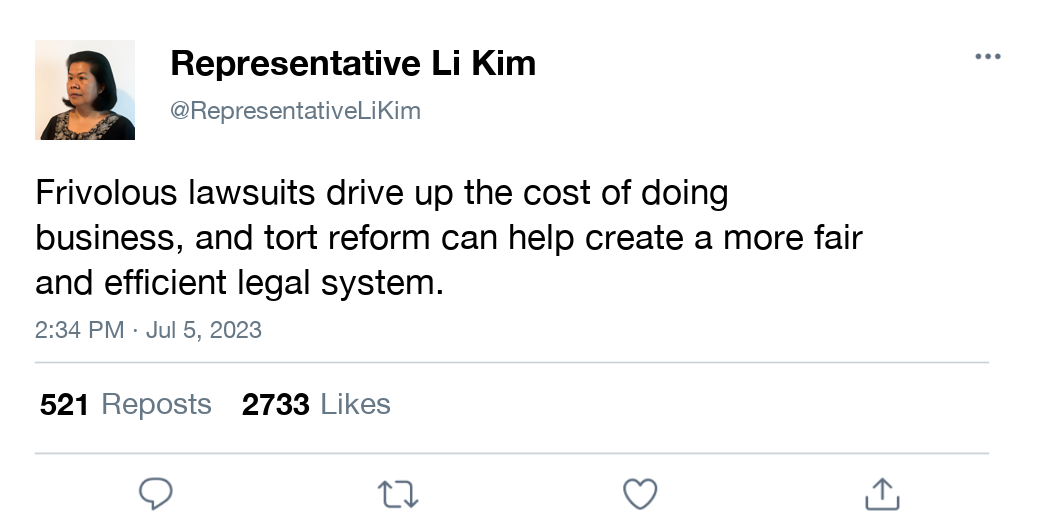 Representative Li Kim
@RepresentativeLiKim
Frivolous lawsuits drive up the cost of doing
business, and tort reform can help create a more fair
and efficient legal system.
2:34 PM · Jul 5, 2023
521 Reposts 2733 Likes